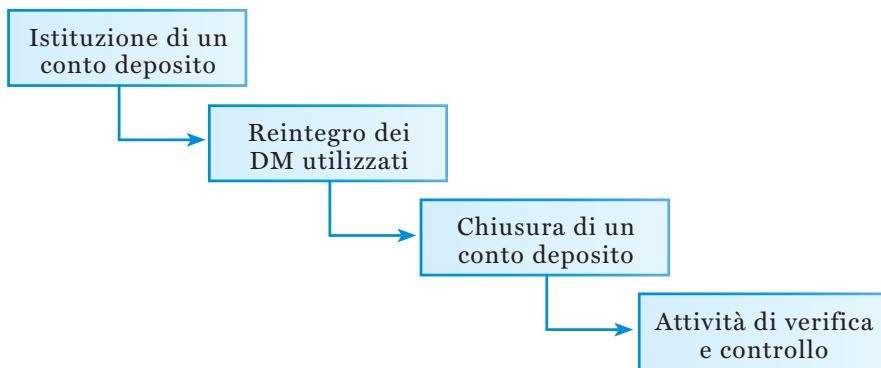 Istituzione di un
conto deposito
Reintegro dei
DM utilizzati
Chiusura di un
conto deposito
Attività di verifica
e controllo